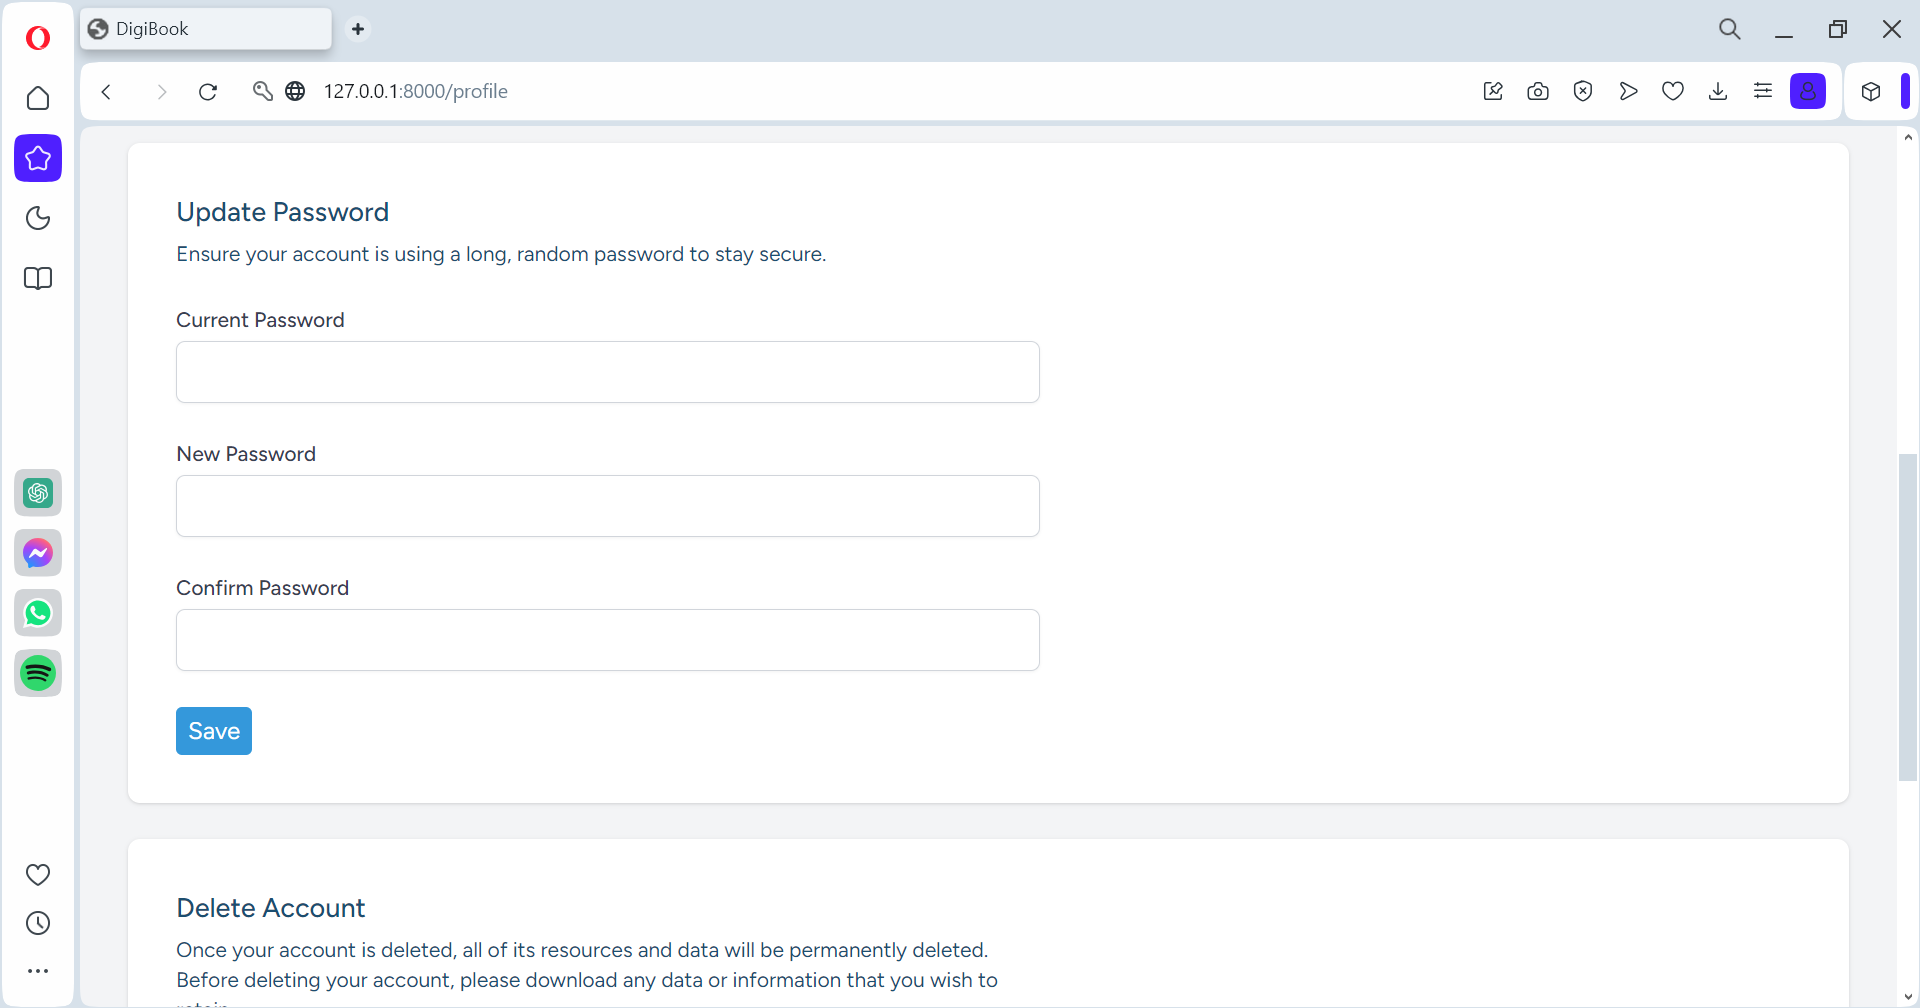 DigiBook
127.0.0.1:8000/profile
Update Password
Ensure your account is using a long, random password to stay secure.
Current Password
New Password
Confirm Password
Save
Delete Account
Once your account is deleted, all of its resources and data will be permanently deleted.
Before deleting your account, please download any data or information that you wish to